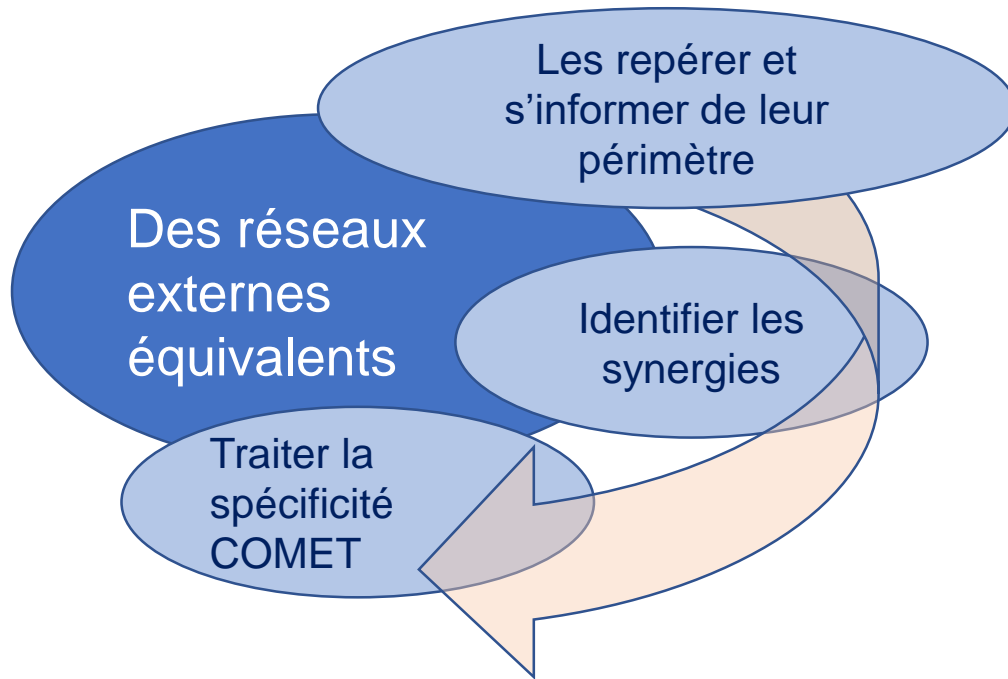 Les repérer et
s'informer de leur
périmètre
Des réseaux
externes
équivalents
Identifier les
synergies
Traiter la
spécificité
COMET